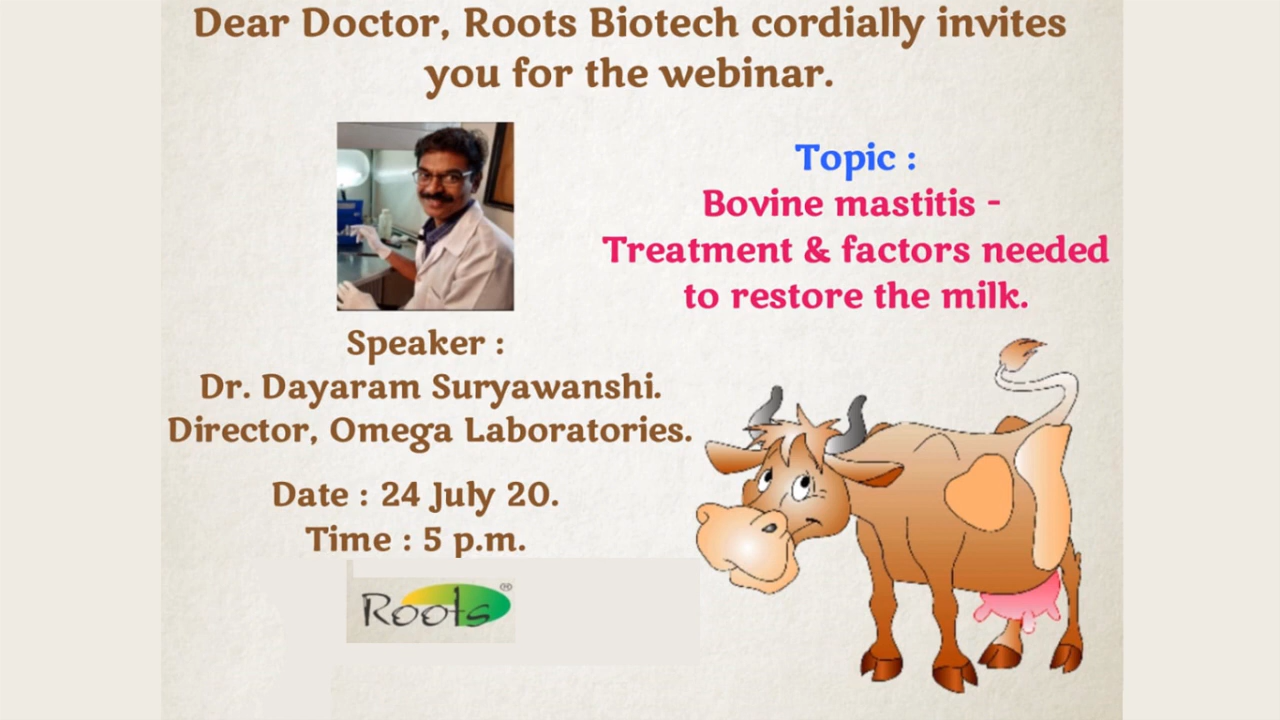 Dear Doctor, Roots Biotech cordially invites
you for the webinar.
Topic :
Bovine mastitis -
Treatment & factors needed
to restore the milk.
Speaker :
Dr. Dayaram Suryawanshi.
Director, Omega Laboratories.
Date : 24 July 20.
Time : 5 p.m.
Roots®